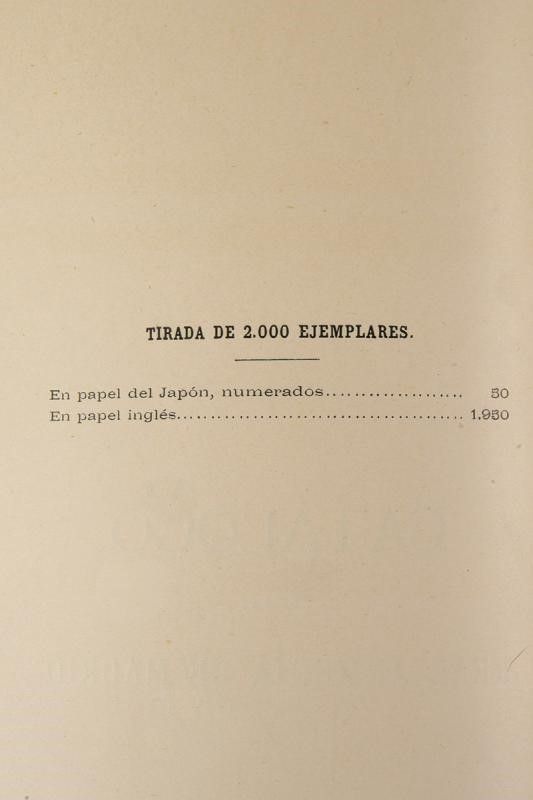 TIRADA DE 2.000 EJEMPLARES.
En papel del Japón, numerados................... 50
En papel inglés....................................... 1.950